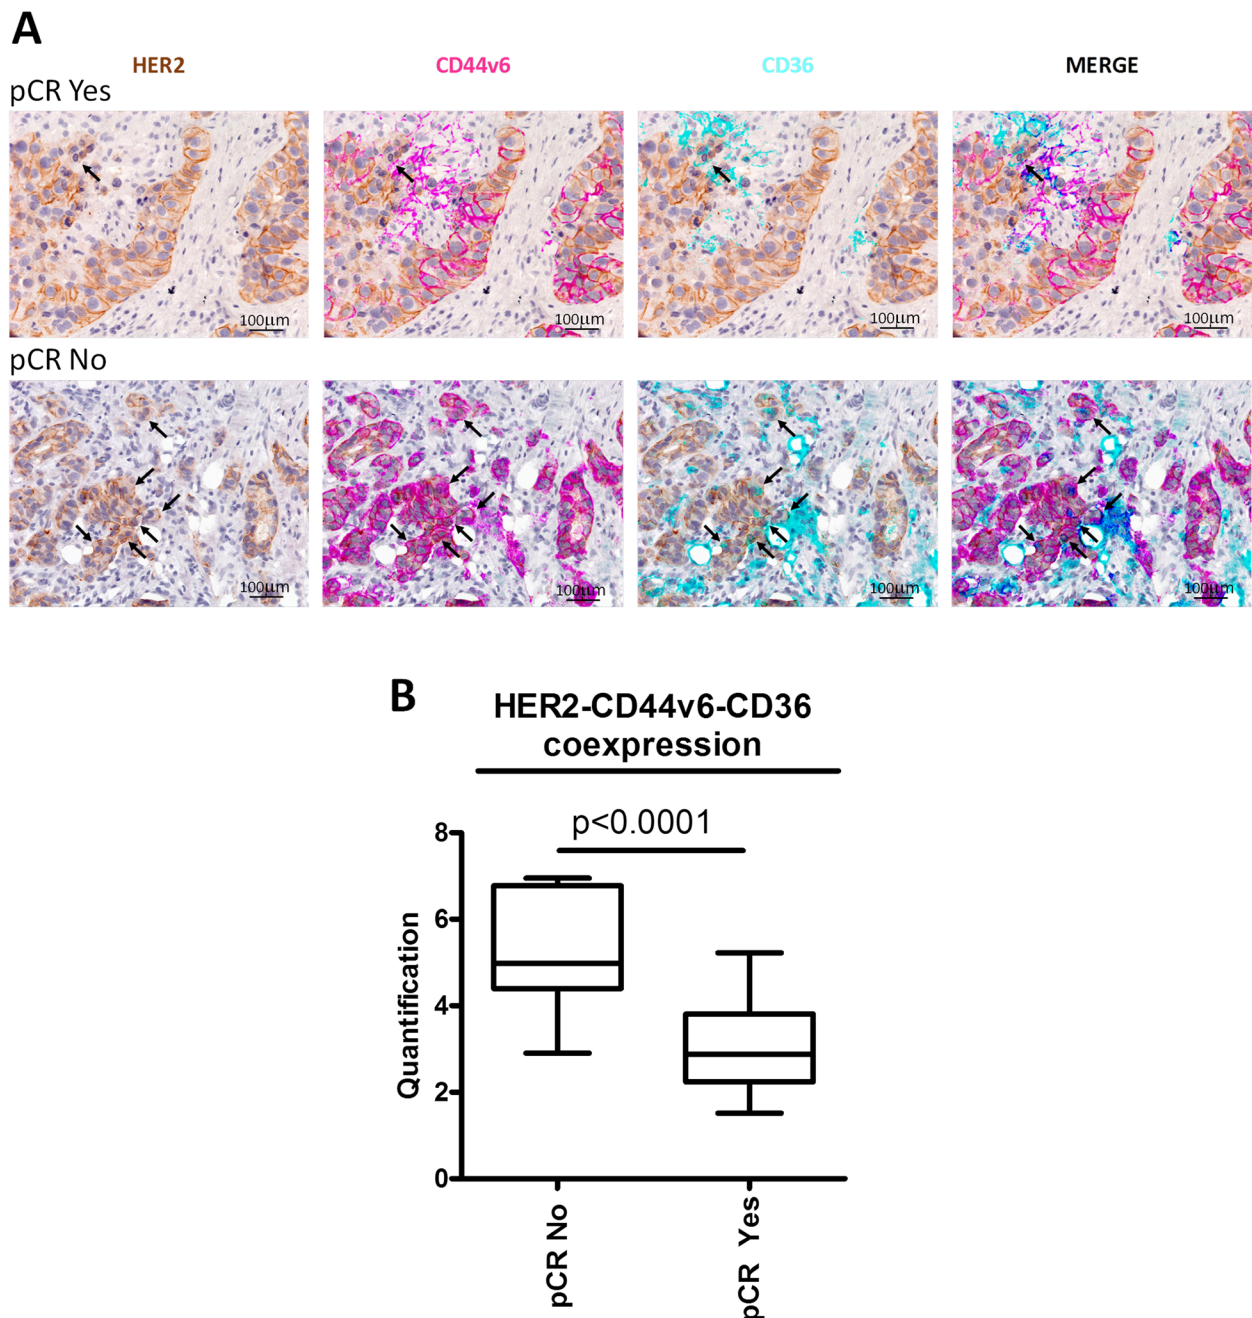 A
HER2 CD44v6 CD36 MERGE
pCR Yes
100µm 100µm 100µm 100µm
pCR No
100µm 100µm 100µm 100µm
B
HER2-CD44v6-CD36
coexpression
p<0.0001
8
6
4
2
0
Quantification
pCR No
pCR Yes